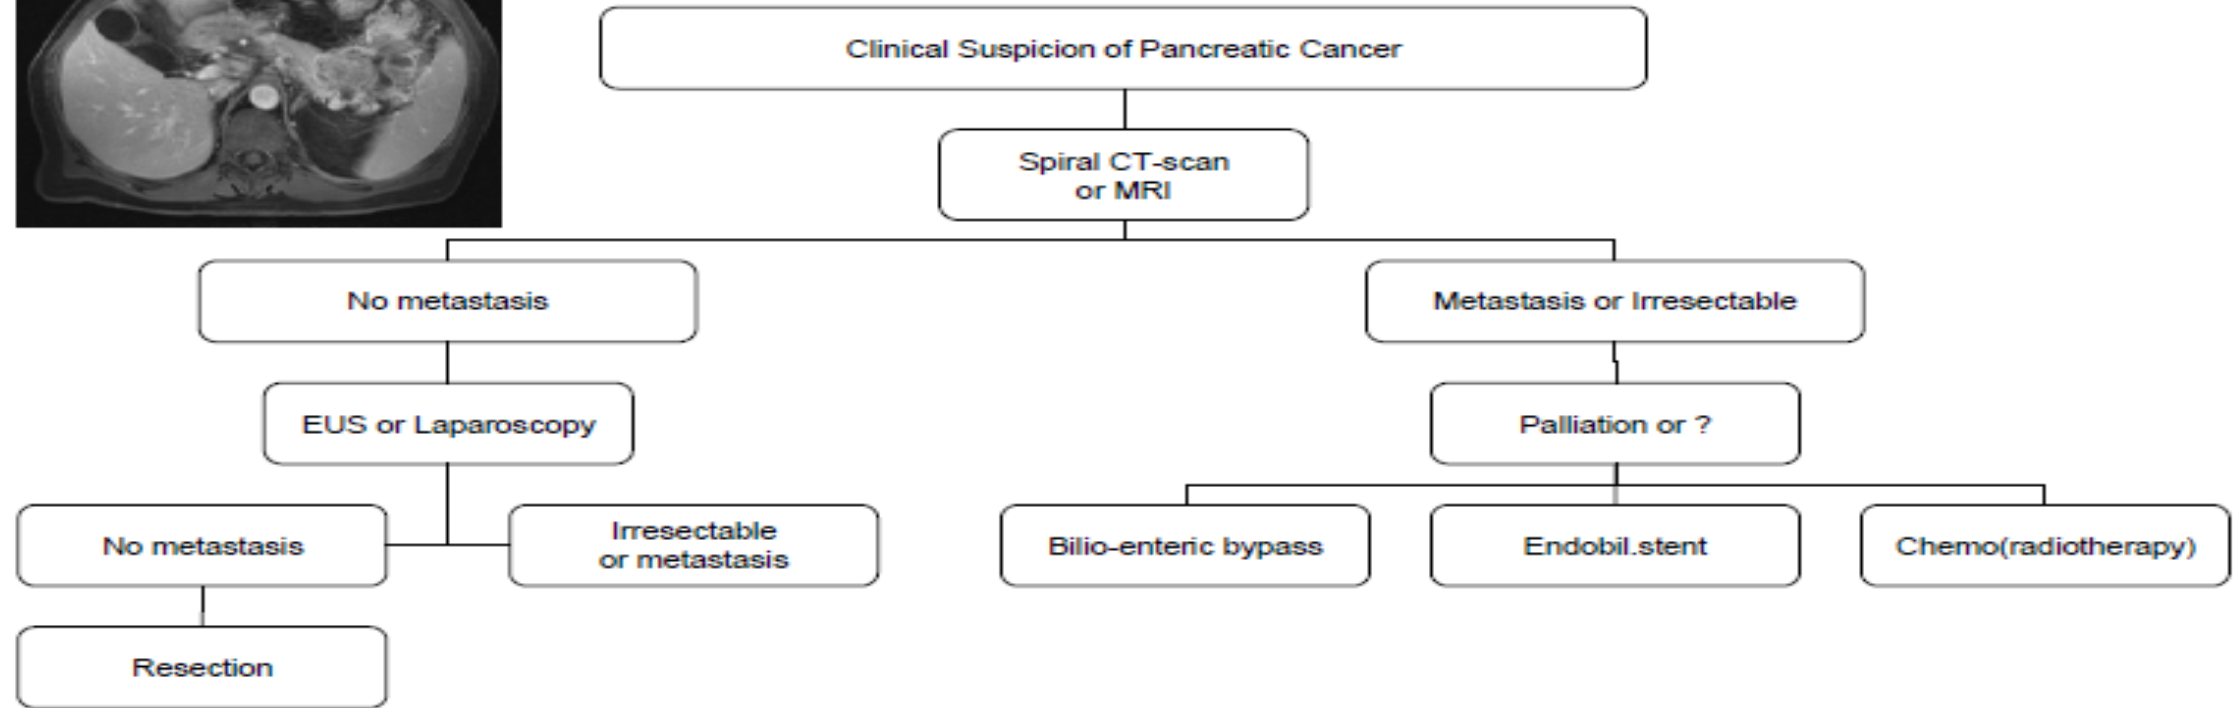 Clinical Suspicion of Pancreatic Cancer
Spiral CT-scan
or MRI
No metastasis
Metastasis or Irresectable
EUS or Laparoscopy
Palliation or ?
No metastasis
Irresectable
or metastasis
Bilio-enteric bypass
Endobil.stent
Chemo(radiotherapy)
Resection